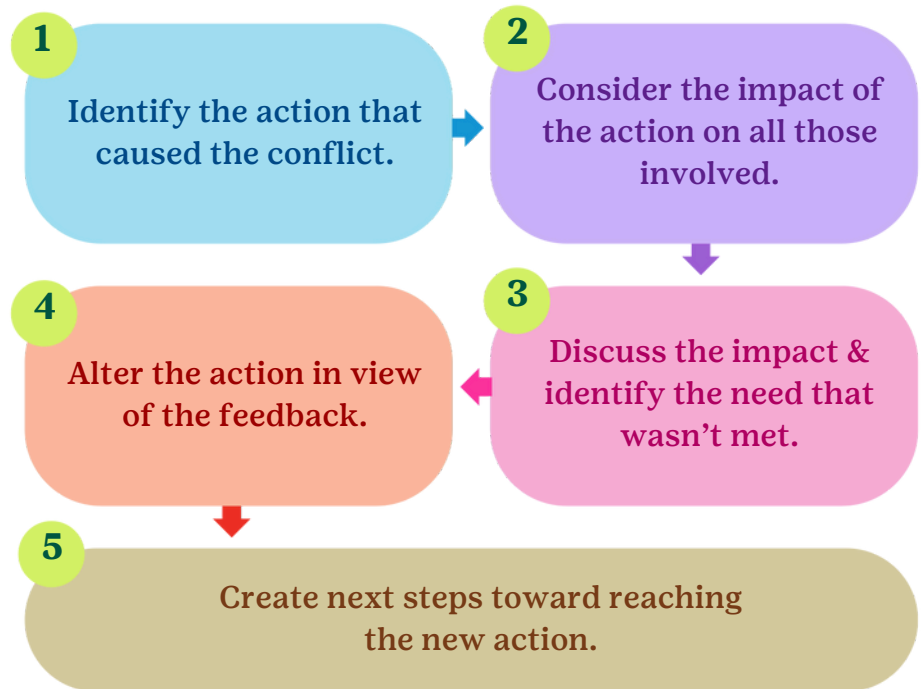 1
Identify the action that
caused the conflict.
2
Consider the impact of
the action on all those
involved.
3
Discuss the impact &
identify the need that
wasn’t met.
4
Alter the action in view
of the feedback.
5
Create next steps toward reaching
the new action.